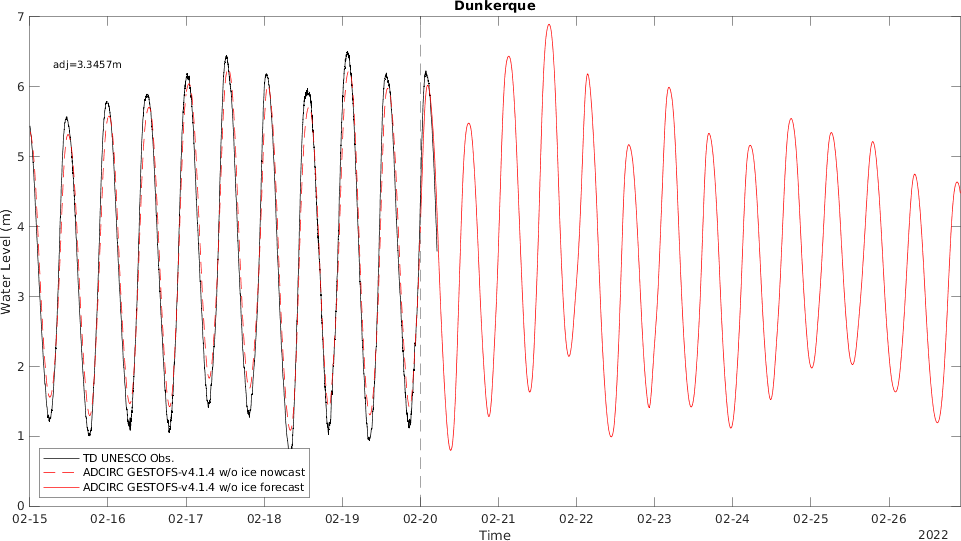 Dunkerque
7
adj=3.3457m
6
5
4
3
2
1
0
Water Level (m)
TD UNESCO Obs.
ADCIRC GESTOFS-v4.1.4 w/o ice nowcast
ADCIRC GESTOFS-v4.1.4 w/o ice forecast
02-15 02-16 02-17 02-18 02-19 02-20 02-21 02-22 02-23 02-24 02-25 02-26
Time
2022